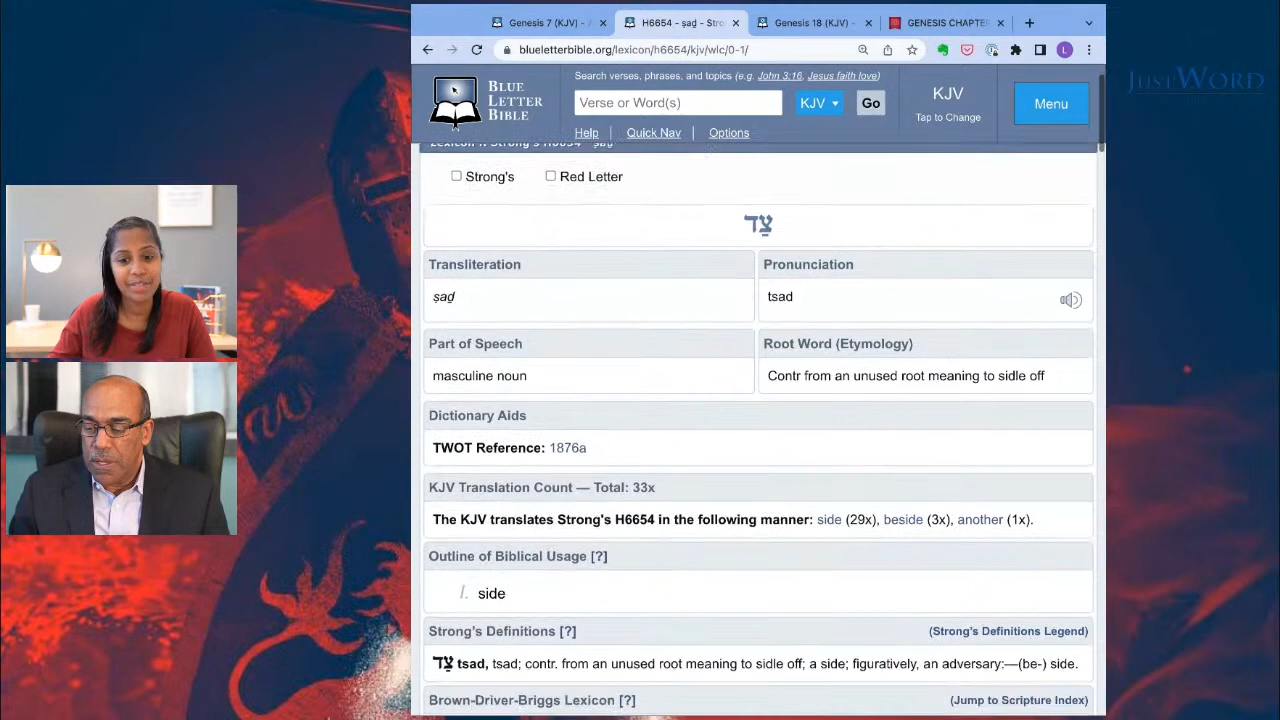 Genesis 7 (KJV) -
H6654 - ṣaḏ - Stro
Genesis 18 (KJV) -
GENESIS CHAPTER
blueletterbible.org/lexicon/h6654/kjv/wlc/0-1/
L
JUSTWORD
BLUE
LETTER
BIBLE
Search verses, phrases, and topics (e.g. John 3:16, Jesus faith love)
Verse or Word(s)
KJV
Go
Help | Quick Nav | Options
KJV
Tap to Change
Menu
Lexicon :: Strong's H6654 - ṣaḏ
Strong's
Red Letter
צַד
Transliteration
ṣaḏ
Pronunciation
tsad
Part of Speech
masculine noun
Root Word (Etymology)
Contr from an unused root meaning to sidle off
Dictionary Aids
TWOT Reference: 1876a
KJV Translation Count — Total: 33x
The KJV translates Strong's H6654 in the following manner: side (29x), beside (3x), another (1x).
Outline of Biblical Usage [?]
I. side
Strong's Definitions [?]
(Strong's Definitions Legend)
צַד tsad, tsad; contr. from an unused root meaning to sidle off; a side; figuratively, an adversary:—(be-) side.
Brown-Driver-Briggs Lexicon [?]
(Jump to Scripture Index)